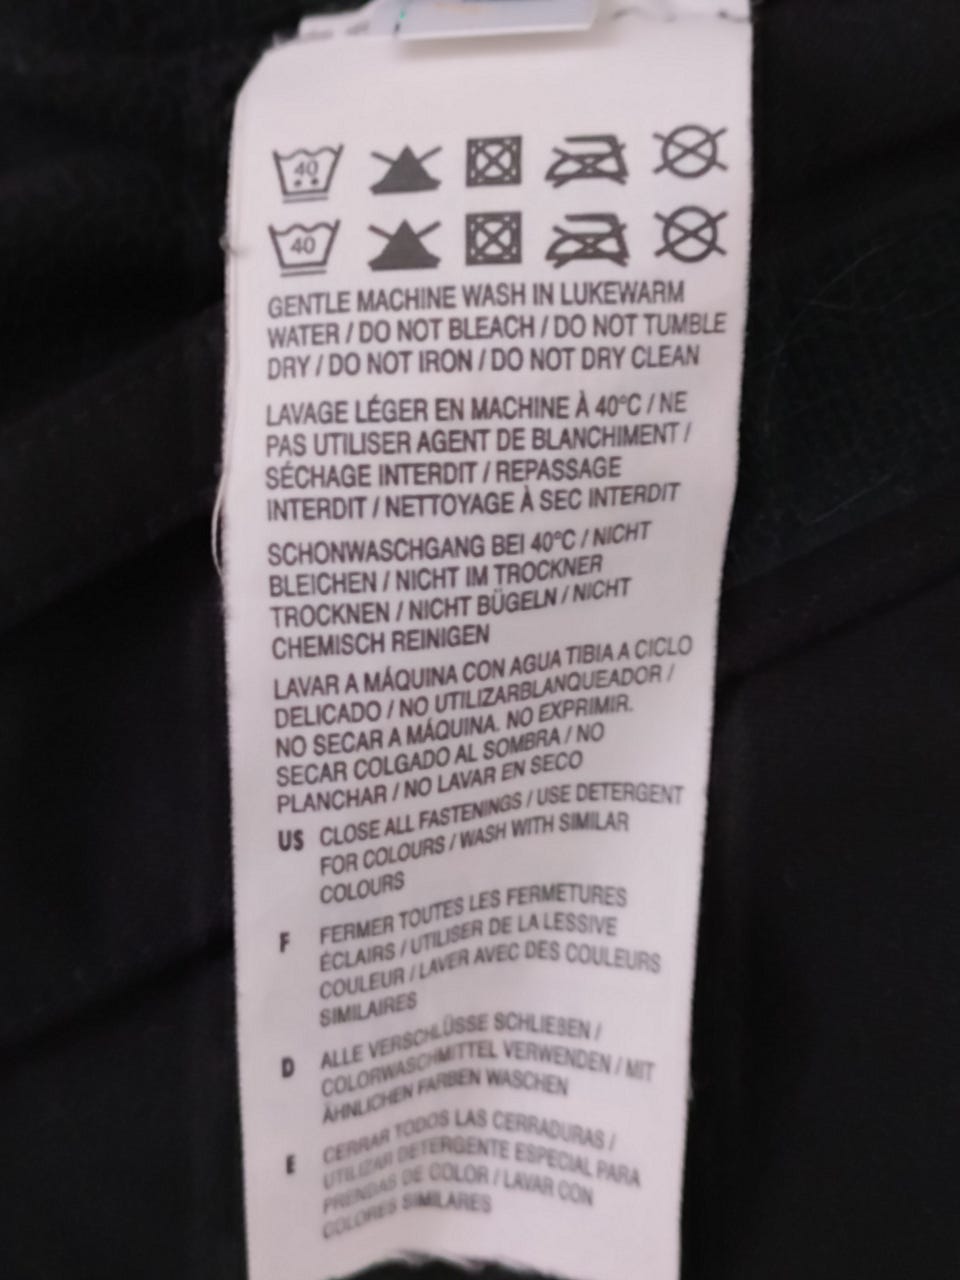 40
40
GENTLE MACHINE WASH IN LUKEWARM
WATER / DO NOT BLEACH / DO NOT TUMBLE
DRY / DO NOT IRON / DO NOT DRY CLEAN
LAVAGE LÉGER EN MACHINE À 40°C / NE
PAS UTILISER AGENT DE BLANCHIMENT /
SÉCHAGE INTERDIT / REPASSAGE
INTERDIT / NETTOYAGE À SEC INTERDIT
SCHONWASCHGANG BEI 40°C / NICHT
BLEICHEN / NICHT IM TROCKNER
TROCKNEN / NICHT BÜGELN / NICHT
CHEMISCH REINIGEN
LAVAR A MÁQUINA CON AGUA TIBIA A CICLO
DELICADO / NO UTILIZARBLANQUEADOR /
NO SECAR A MÁQUINA. NO EXPRIMIR.
SECAR COLGADO AL SOMBRA / NO
PLANCHAR / NO LAVAR EN SECO
US CLOSE ALL FASTENINGS / USE DETERGENT
FOR COLOURS / WASH WITH SIMILAR
COLOURS
F FERMER TOUTES LES FERMETURES
ÉCLAIRS / UTILISER DE LA LESSIVE
COULEUR / LAVER AVEC DES COULEURS
SIMILAIRES
D ALLE VERSCHLÜSSE SCHLIEßEN /
COLORWASCHMITTEL VERWENDEN / MIT
ÄHNLICHEN FARBEN WASCHEN
E CERRAR TODOS LAS CERRADURAS /
UTILIZAR DETERGENTE ESPECIAL PARA
PRENDAS DE COLOR / LAVAR CON
COLORES SIMILARES